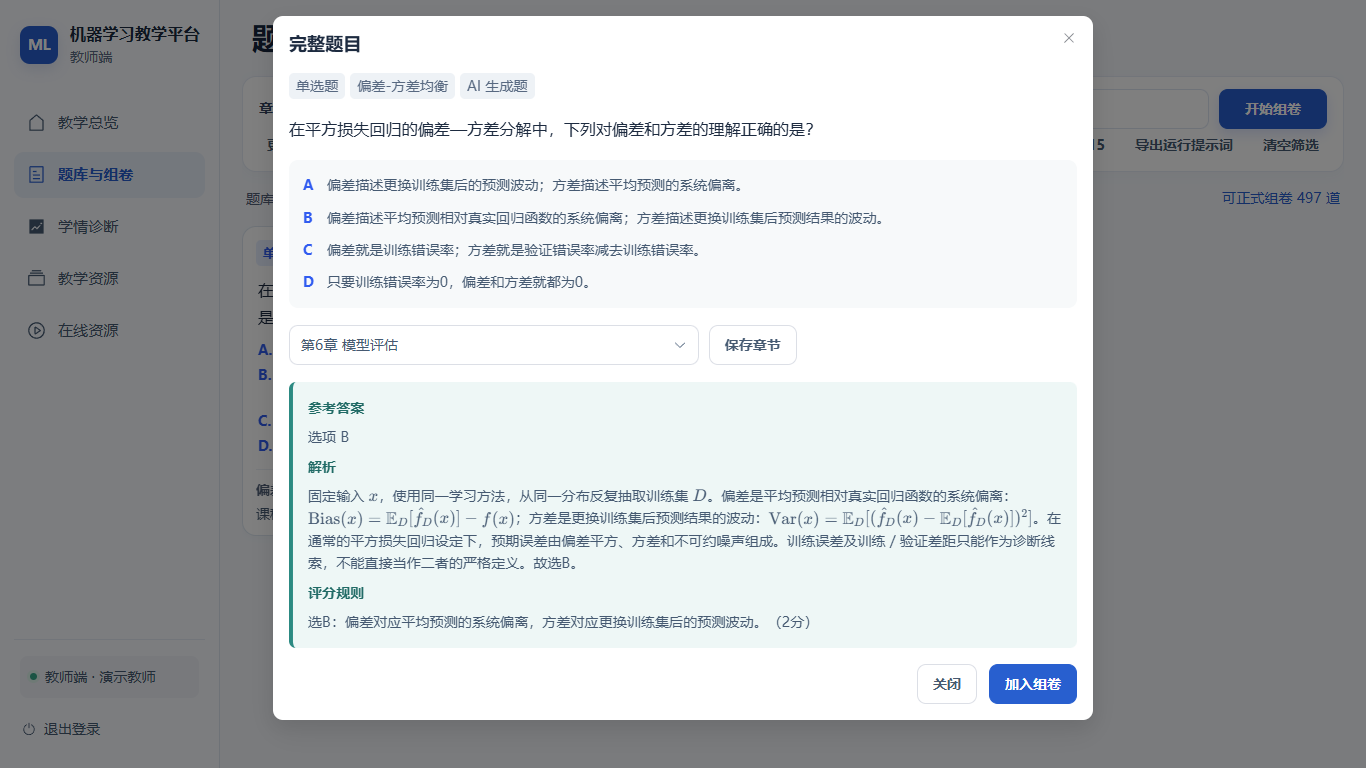 ML 机器学习教学平台
教师端
教学总览
题库与组卷
学情诊断
教学资源
在线资源
教师端 · 演示教师
退出登录
题
章
开始组卷
15 导出运行提示词 清空筛选
题库
可正式组卷 497 道
单
在
是
A.
B.
C.
D.
偏
课
完整题目
单选题 偏差-方差均衡 AI 生成题
在平方损失回归的偏差—方差分解中，下列对偏差和方差的理解正确的是？
A 偏差描述更换训练集后的预测波动；方差描述平均预测的系统偏离。
B 偏差描述平均预测相对真实回归函数的系统偏离；方差描述更换训练集后预测结果的波动。
C 偏差就是训练错误率；方差就是验证错误率减去训练错误率。
D 只要训练错误率为0，偏差和方差就都为0。
第6章 模型评估 保存章节
参考答案
选项 B
解析
固定输入 x，使用同一学习方法，从同一分布反复抽取训练集 D。偏差是平均预测相对真实回归函数的系统偏离：
Bias(x) = 𝔼_D[f̂_D(x)] − f(x)；方差是更换训练集后预测结果的波动：Var(x) = 𝔼_D[(f̂_D(x) − 𝔼_D[f̂_D(x)])²]。在
通常的平方损失回归设定下，预期误差由偏差平方、方差和不可约噪声组成。训练误差及训练 / 验证差距只能作为诊断线
索，不能直接当作二者的严格定义。故选B。
评分规则
选B：偏差对应平均预测的系统偏离，方差对应更换训练集后的预测波动。（2分）
关闭 加入组卷